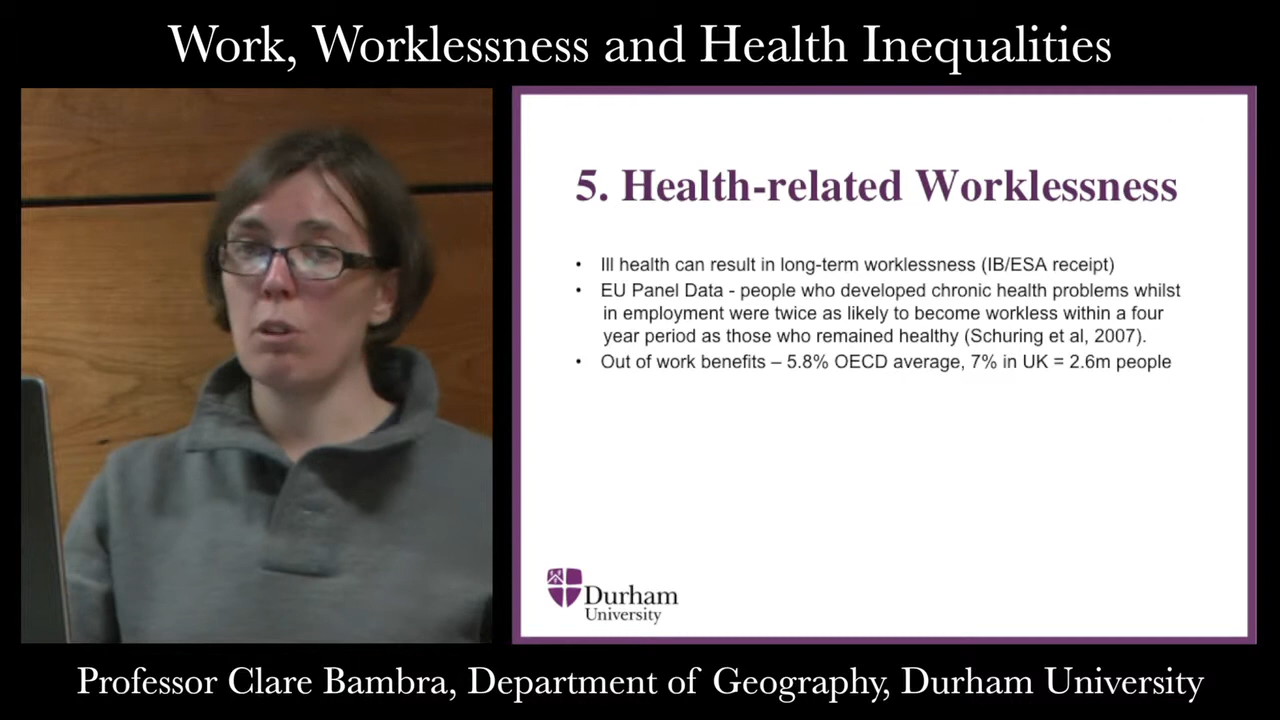 Work, Worklessness and Health Inequalities
5. Health-related Worklessness
• Ill health can result in long-term worklessness (IB/ESA receipt)
• EU Panel Data - people who developed chronic health problems whilst
in employment were twice as likely to become workless within a four
year period as those who remained healthy (Schuring et al, 2007).
• Out of work benefits – 5.8% OECD average, 7% in UK = 2.6m people
Durham
University
Professor Clare Bambra, Department of Geography, Durham University